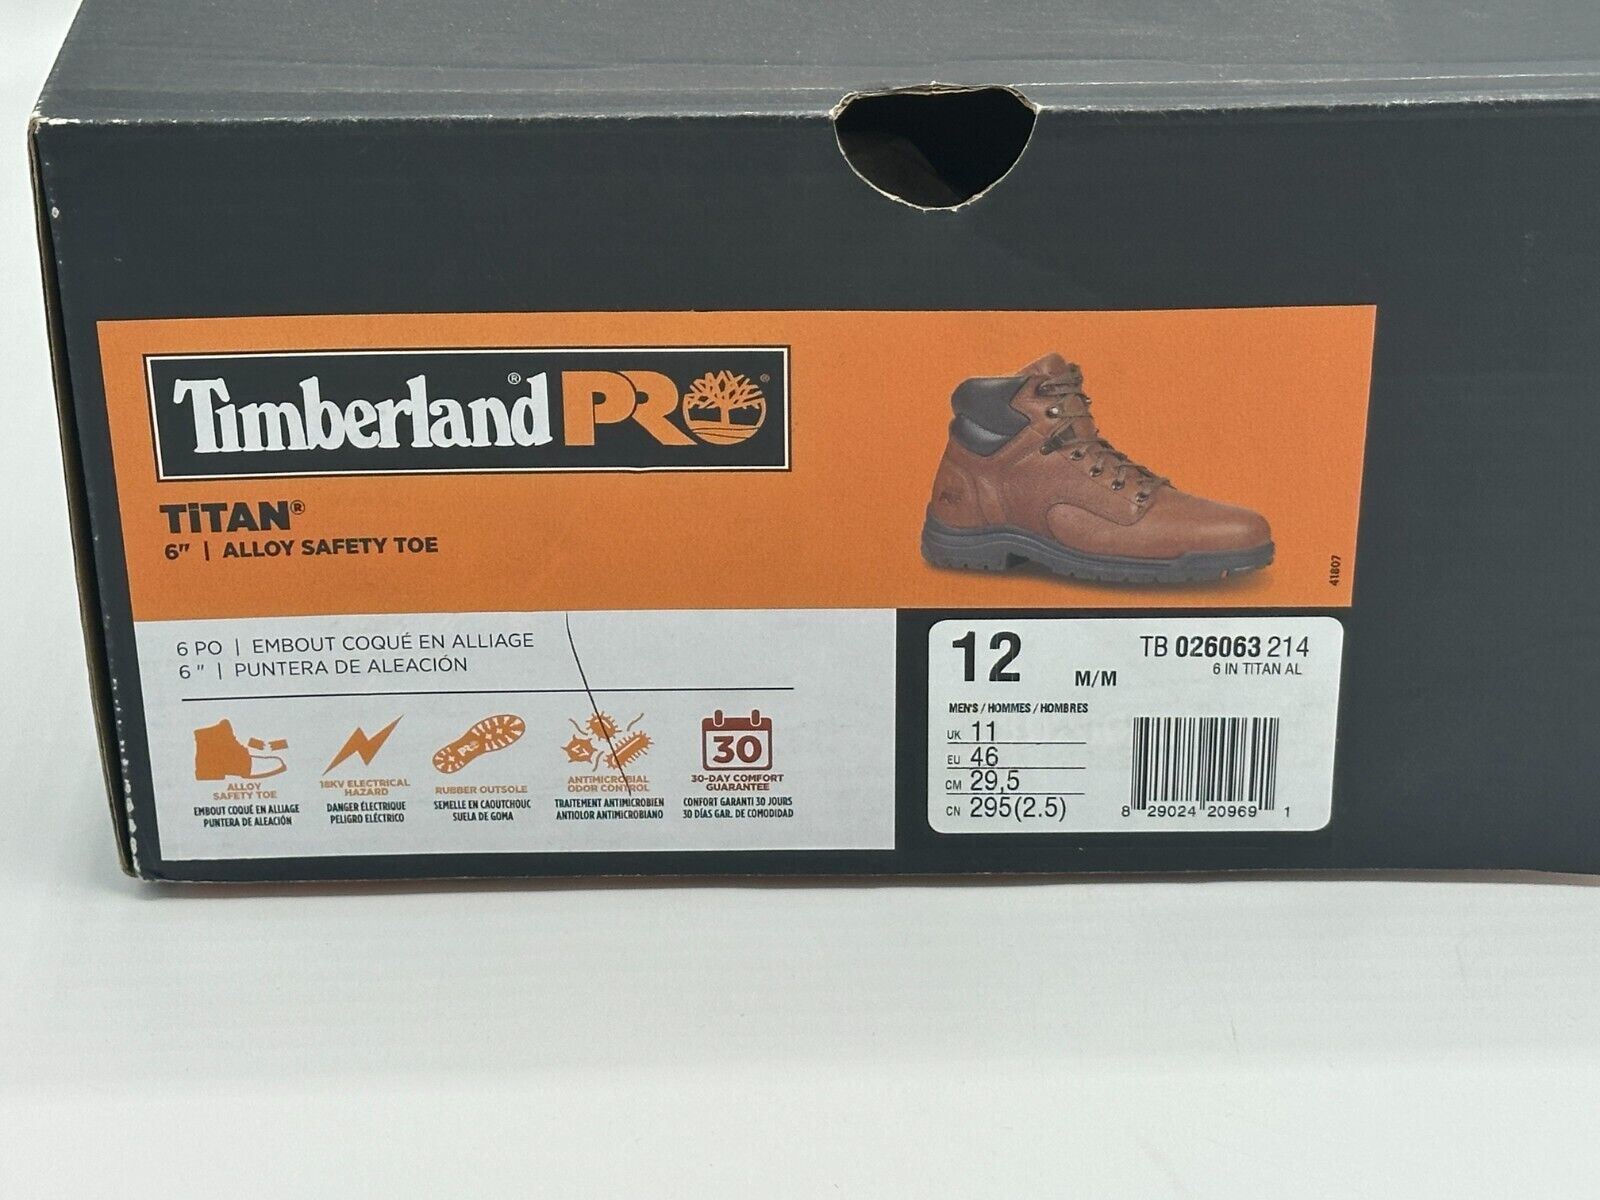 Timberland® PRO®
TiTAN®
6" | ALLOY SAFETY TOE
41807
6 PO | EMBOUT COQUÉ EN ALLIAGE
6 " | PUNTERA DE ALEACIÓN
ALLOY
SAFETY TOE
EMBOUT COQUÉ EN ALLIAGE
PUNTERA DE ALEACIÓN
18KV ELECTRICAL
HAZARD
DANGER ÉLECTRIQUE
PELIGRO ELÉCTRICO
PRO
RUBBER OUTSOLE
SEMELLE EN CAOUTCHOUC
SUELA DE GOMA
ANTIMICROBIAL
ODOR CONTROL
TRAITEMENT ANTIMICROBIEN
ANTIOLOR ANTIMICROBIANO
30
30-DAY COMFORT
GUARANTEE
CONFORT GARANTI 30 JOURS
30 DÍAS GAR. DE COMODIDAD
12 M/M
TB 026063 214
6 IN TITAN AL
MEN'S / HOMMES / HOMBRES
UK 11
EU 46
CM 29,5
CN 295(2.5)
8 29024 20969 1